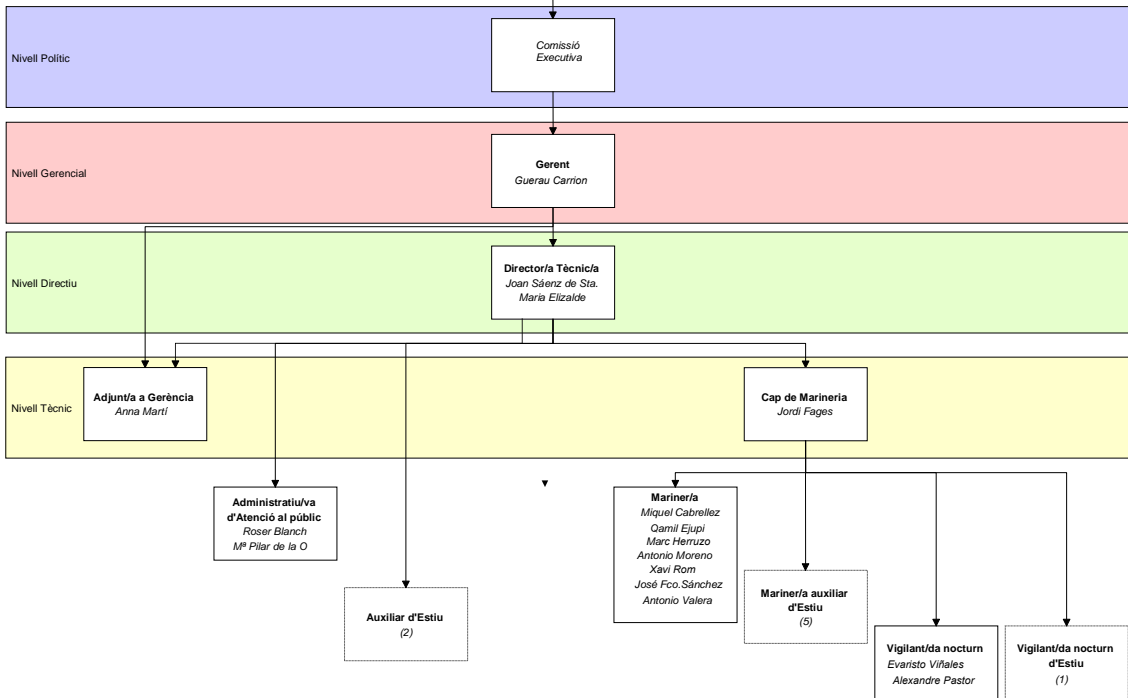 Nivell Polític
Comissió
Executiva
Nivell Gerencial
Gerent
Guerau Carrion
Nivell Directiu
Director/a Tècnic/a
Joan Sáenz de Sta.
Maria Elizalde
Nivell Tècnic
Adjunt/a a Gerència
Anna Martí
Cap de Marineria
Jordi Fages
Administratiu/va
d'Atenció al públic
Roser Blanch
Mª Pilar de la O
Auxiliar d'Estiu
(2)
Mariner/a
Miquel Cabrellez
Qamil Ejupi
Marc Herruzo
Antonio Moreno
Xavi Rom
José Fco.Sánchez
Antonio Valera
Mariner/a auxiliar
d'Estiu
(5)
Vigilant/da nocturn
Evaristo Viñales
Alexandre Pastor
Vigilant/da nocturn
d'Estiu
(1)